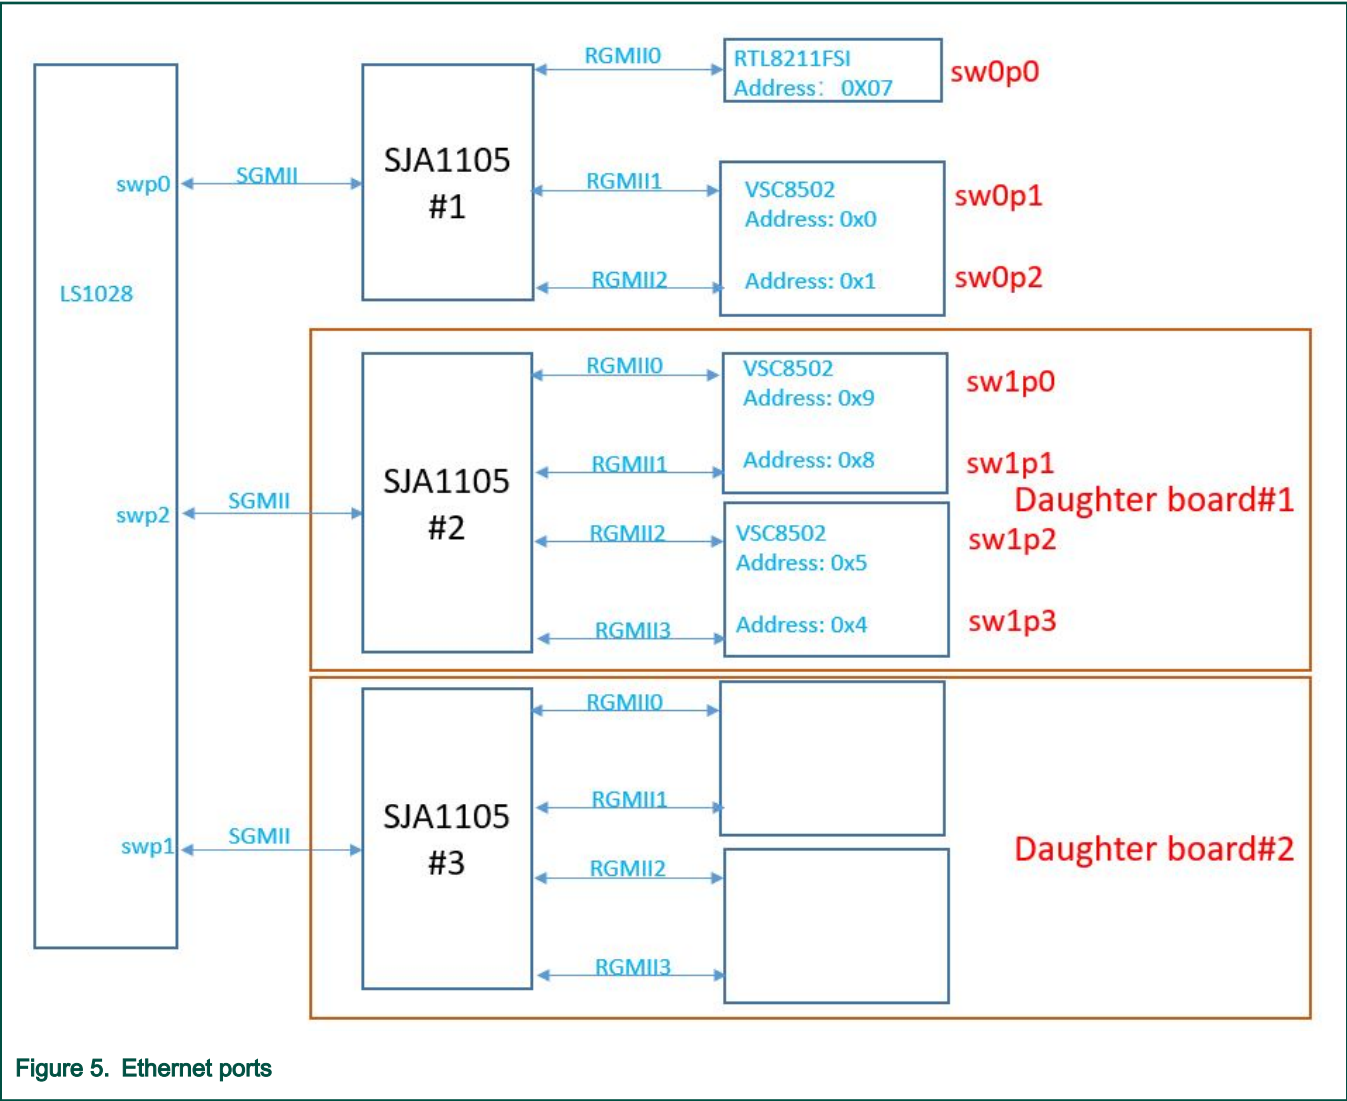 RGMII0
RTL8211FSI
Address: 0X07
sw0p0
SJA1105
#1
swp0
SGMII
RGMII1
VSC8502
Address: 0x0
sw0p1
RGMII2
Address: 0x1
sw0p2
LS1028
RGMII0
VSC8502
Address: 0x9
sw1p0
RGMII1
Address: 0x8
sw1p1
SJA1105
#2
swp2
SGMII
Daughter board#1
RGMII2
VSC8502
Address: 0x5
sw1p2
RGMII3
Address: 0x4
sw1p3
RGMII0
RGMII1
SJA1105
#3
swp1
SGMII
Daughter board#2
RGMII2
RGMII3
Figure 5. Ethernet ports